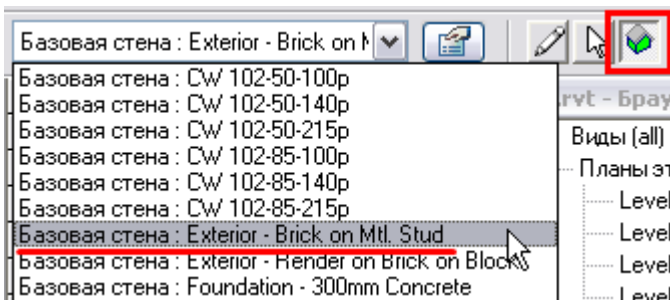 Базовая стена : Exterior - Brick on M
Базовая стена : CW 102-50-100p
Базовая стена : CW 102-50-140p
Базовая стена : CW 102-50-215p
Базовая стена : CW 102-85-100p
Базовая стена : CW 102-85-140p
Базовая стена : CW 102-85-215p
Базовая стена : Exterior - Brick on Mtl. Stud
Базовая стена : Exterior - Render on Brick on Block
Базовая стена : Foundation - 300mm Concrete
.rvt - Брау
Виды (all)
Планы эт
Level
Level
Level
Level